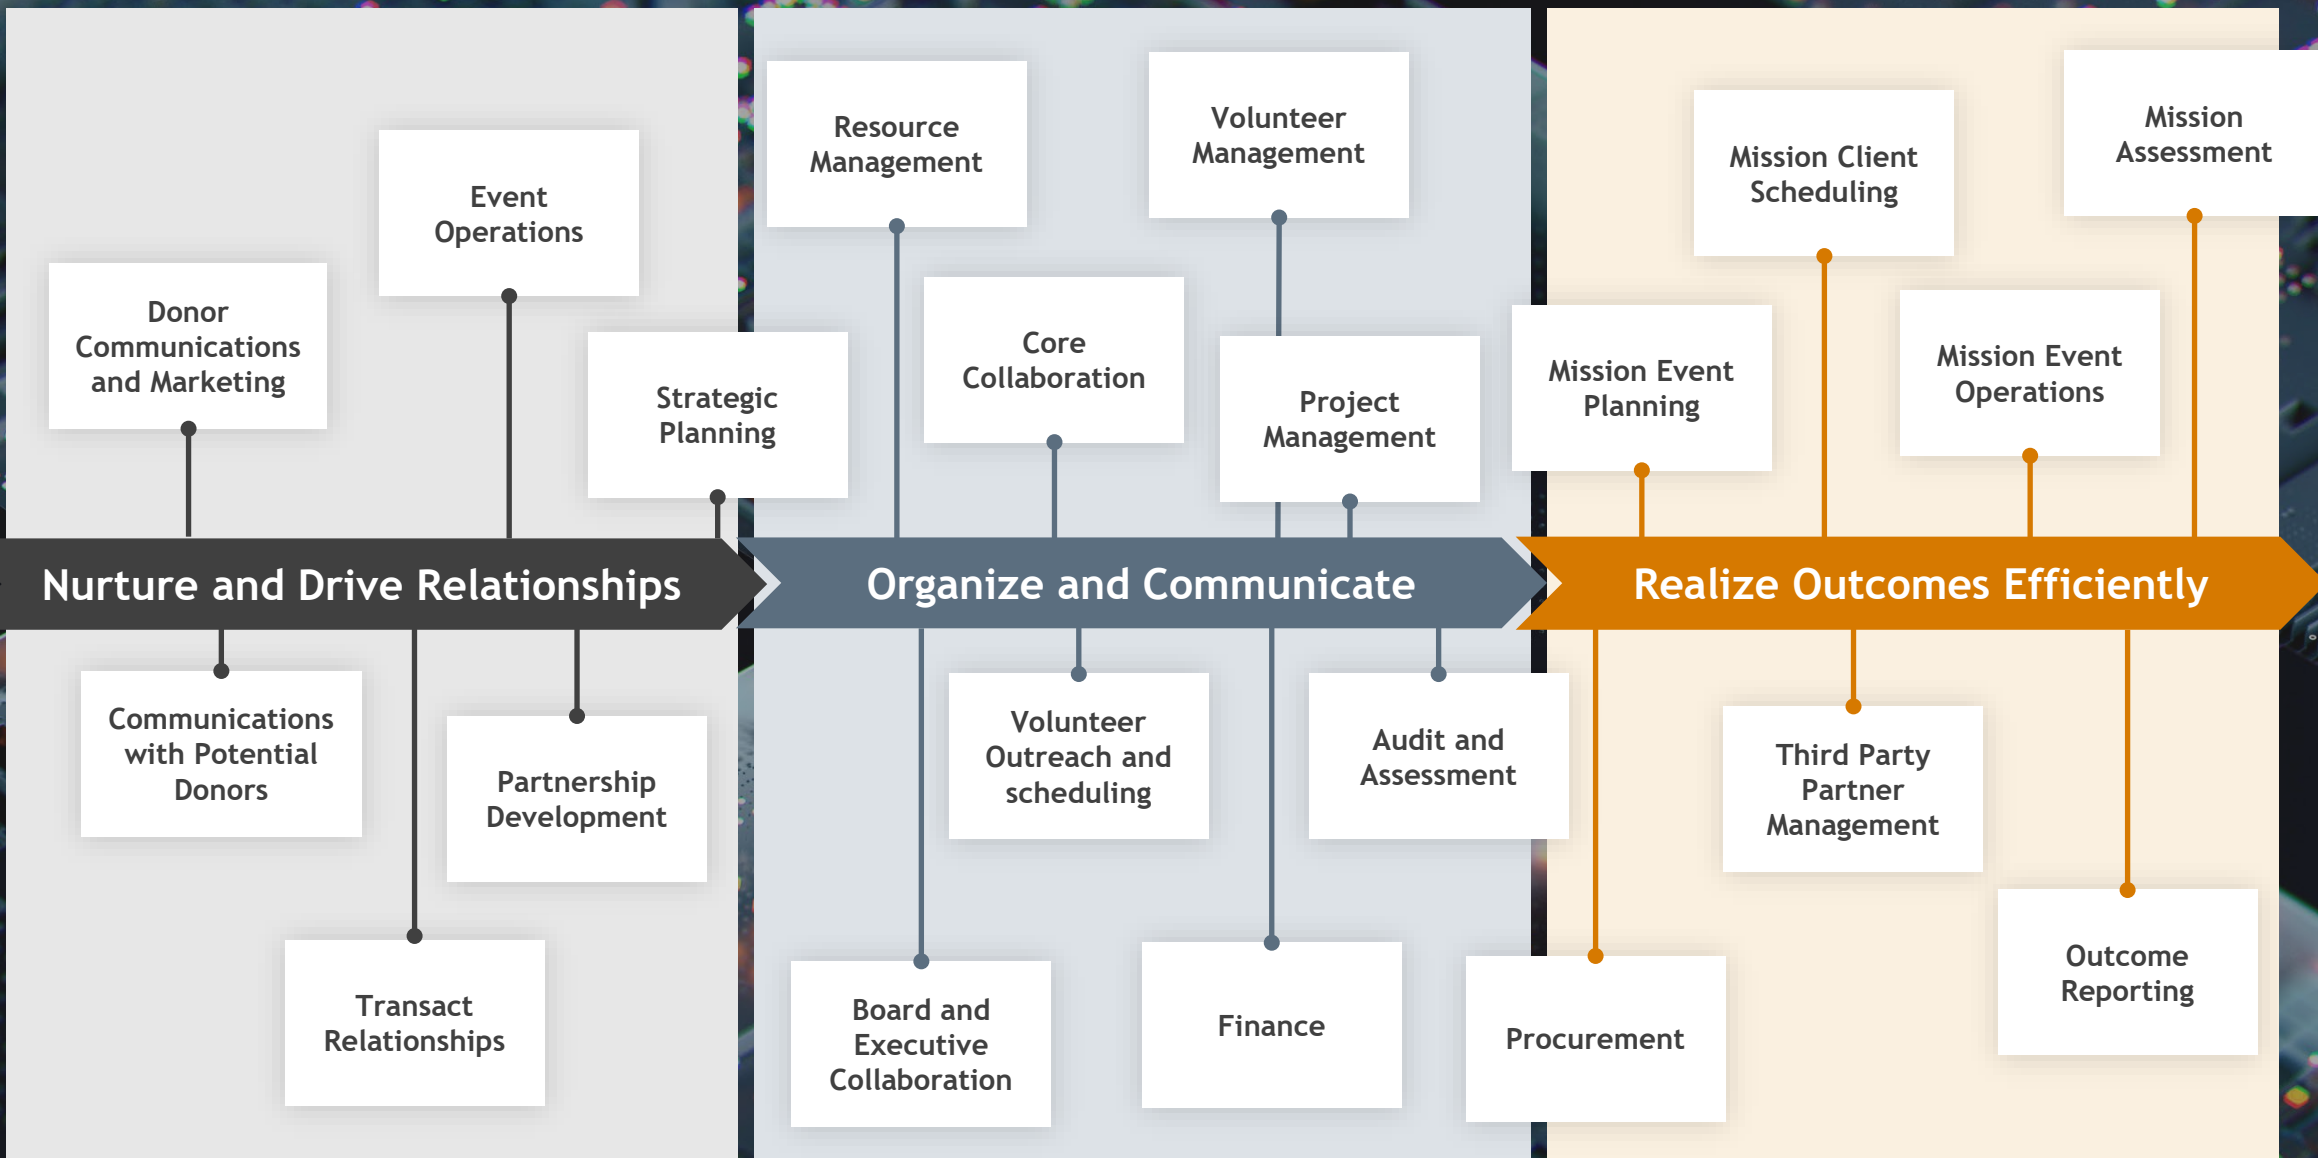 Donor
Communications
and Marketing
Event
Operations
Strategic
Planning
Nurture and Drive Relationships
Communications
with Potential
Donors
Transact
Relationships
Partnership
Development
Resource
Management
Volunteer
Management
Core
Collaboration
Project
Management
Organize and Communicate
Board and
Executive
Collaboration
Volunteer
Outreach and
scheduling
Finance
Audit and
Assessment
Mission Event
Planning
Mission Client
Scheduling
Mission Event
Operations
Mission
Assessment
Realize Outcomes Efficiently
Procurement
Third Party
Partner
Management
Outcome
Reporting